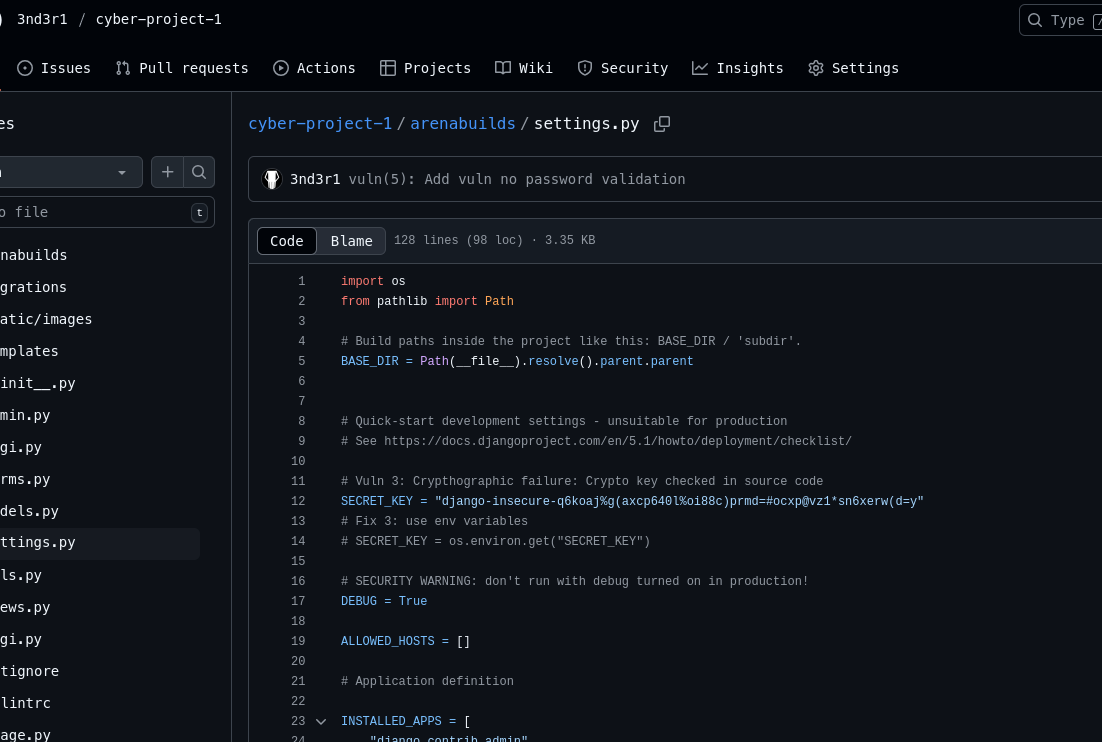 3nd3r1 / cyber-project-1
Type /
Issues
Pull requests
Actions
Projects
Wiki
Security
Insights
Settings
es
cyber-project-1 / arenabuilds / settings.py
3nd3r1 vuln(5): Add vuln no password validation
o file
t
Code
Blame
128 lines (98 loc) · 3.35 KB
nabuilds
grations
atic/images
mplates
init__.py
min.py
gi.py
rms.py
dels.py
ttings.py
ls.py
ews.py
gi.py
tignore
lintrc
age.py
1 import os
2 from pathlib import Path
3
4 # Build paths inside the project like this: BASE_DIR / 'subdir'.
5 BASE_DIR = Path(__file__).resolve().parent.parent
6
7
8 # Quick-start development settings - unsuitable for production
9 # See https://docs.djangoproject.com/en/5.1/howto/deployment/checklist/
10
11 # Vuln 3: Crypthographic failure: Crypto key checked in source code
12 SECRET_KEY = "django-insecure-q6koaj%g(axcp640l%oi88c)prmd=#ocxp@vz1*sn6xerw(d=y"
13 # Fix 3: use env variables
14 # SECRET_KEY = os.environ.get("SECRET_KEY")
15
16 # SECURITY WARNING: don't run with debug turned on in production!
17 DEBUG = True
18
19 ALLOWED_HOSTS = []
20
21 # Application definition
22
23 INSTALLED_APPS = [
24 "django.contrib.admin"